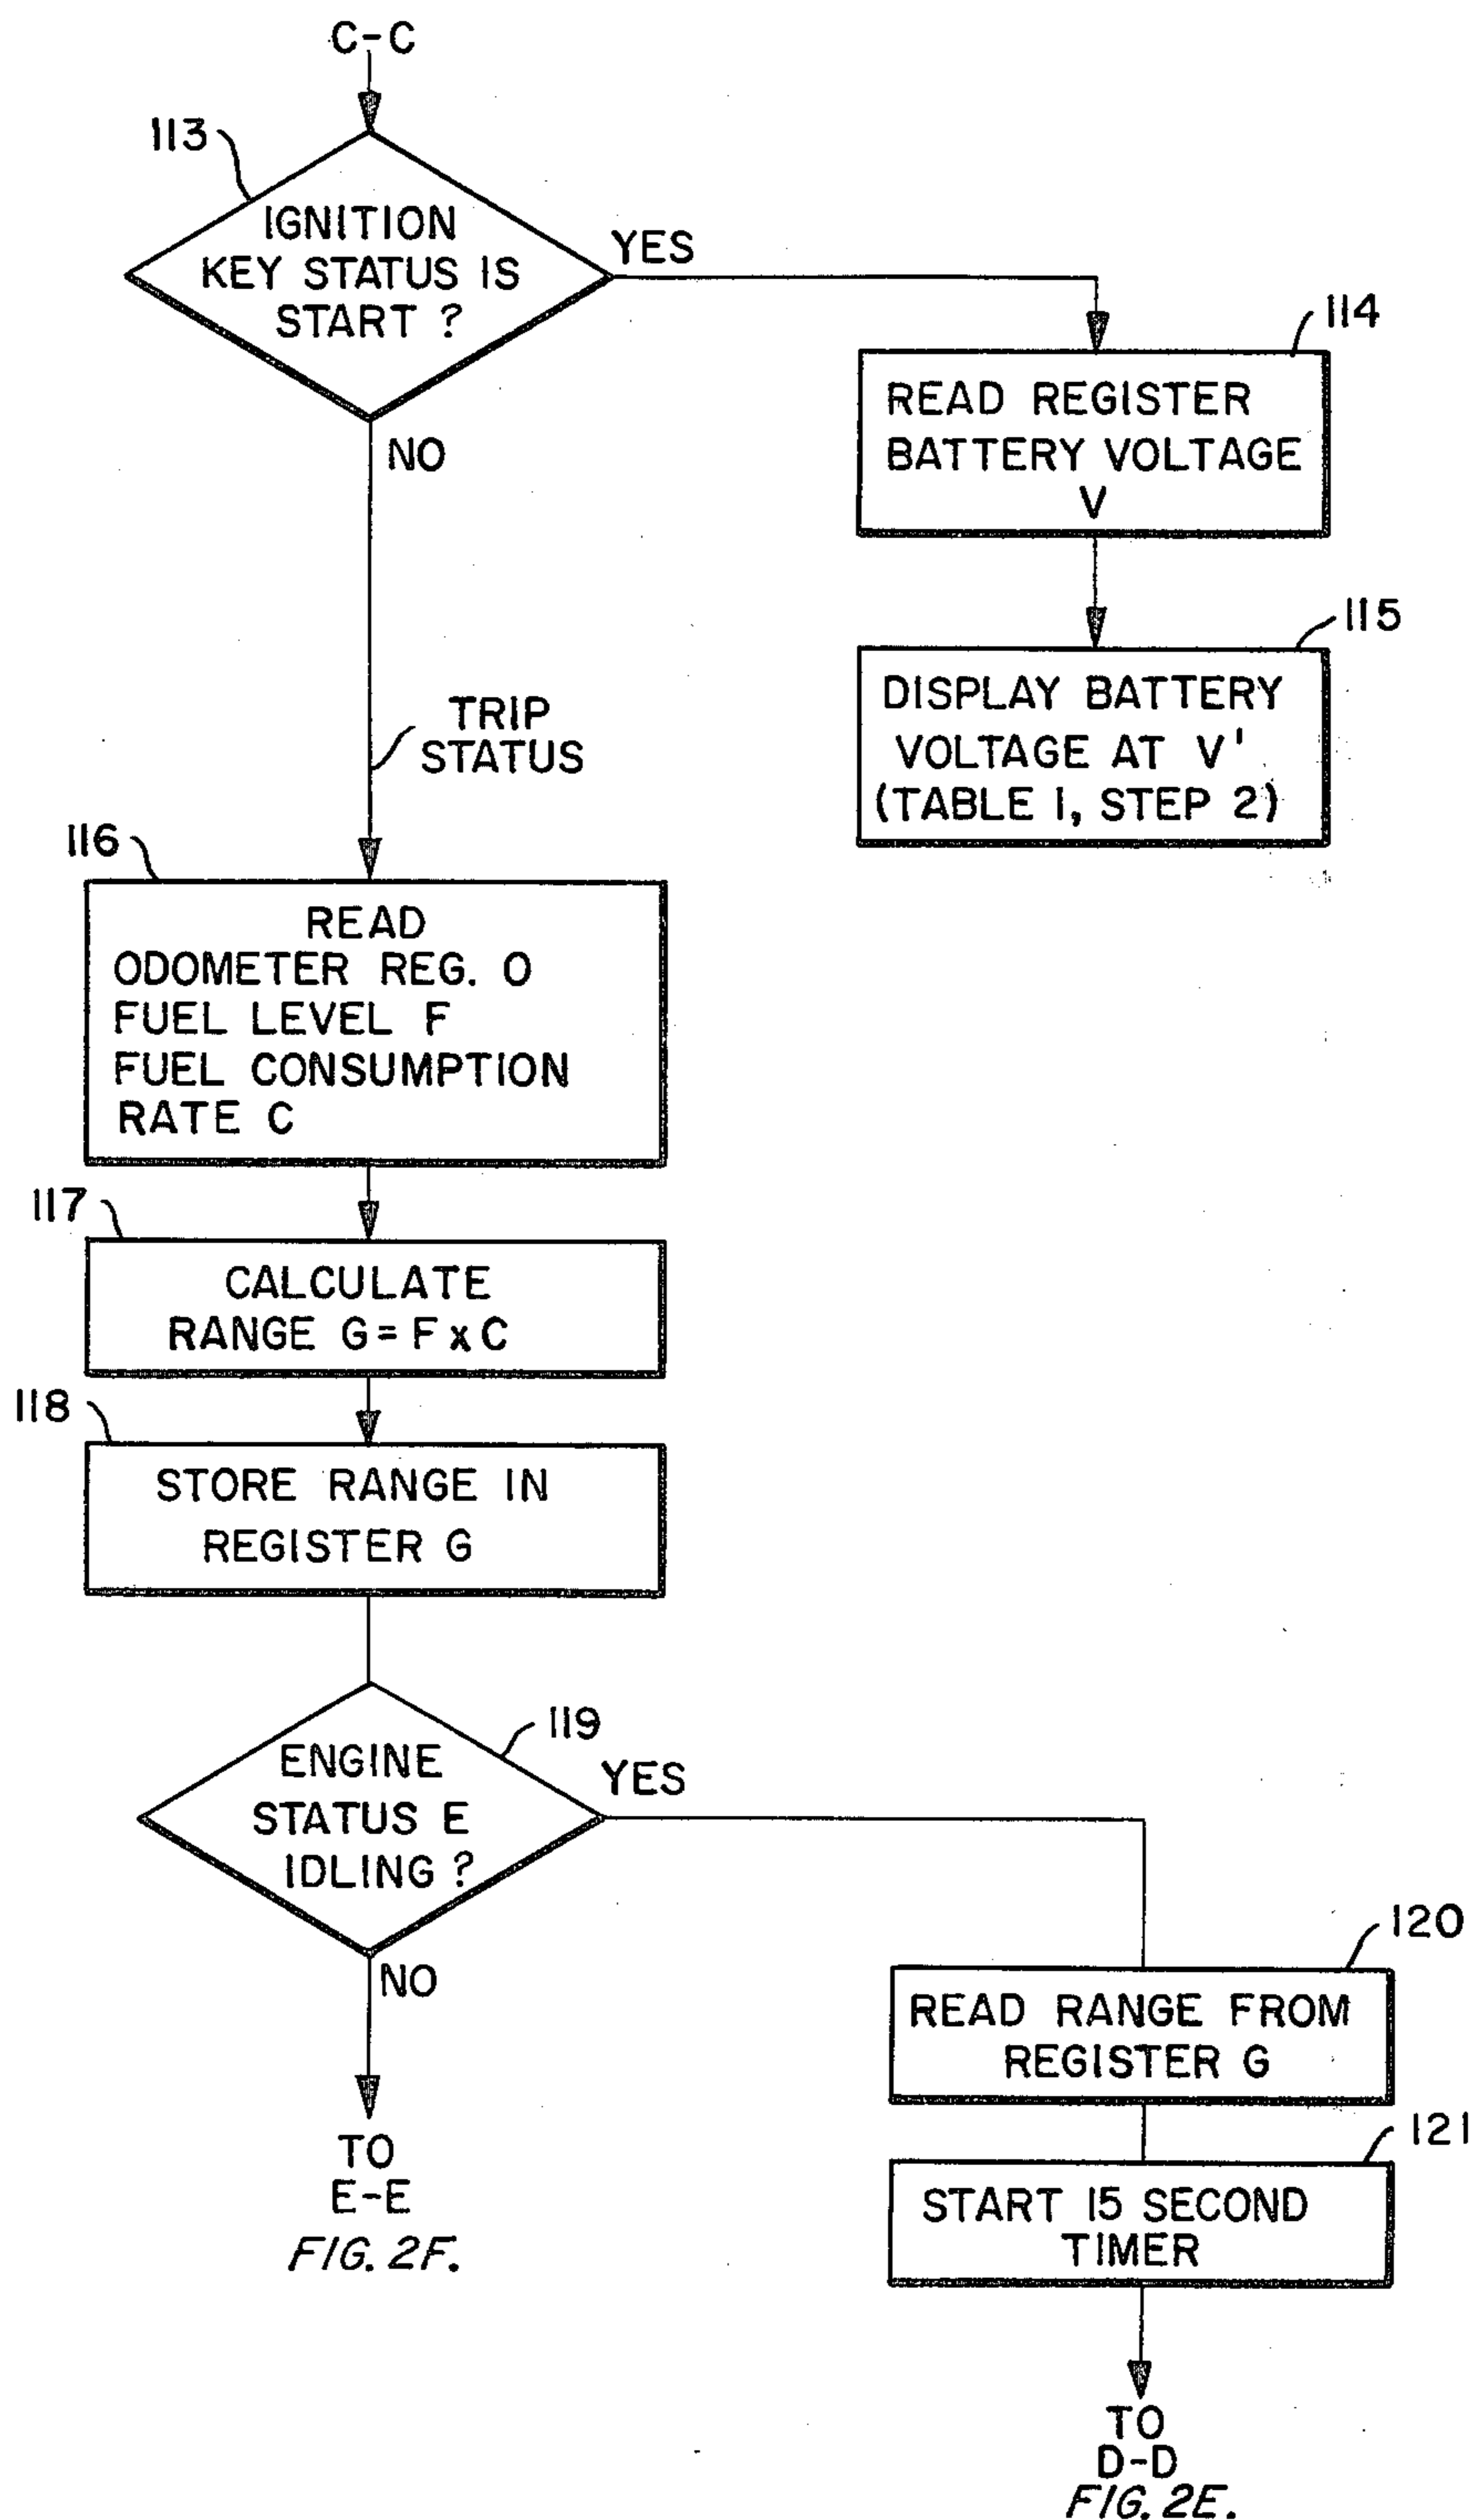 C-C
113
IGNITION
KEY STATUS IS
START ?
YES
NO
114
READ REGISTER
BATTERY VOLTAGE
V
115
DISPLAY BATTERY
VOLTAGE AT V'
(TABLE 1, STEP 2)
TRIP
STATUS
116
READ
ODOMETER REG. O
FUEL LEVEL F
FUEL CONSUMPTION
RATE C
117
CALCULATE
RANGE G = F x C
118
STORE RANGE IN
REGISTER G
119
ENGINE
STATUS E
IDLING ?
YES
NO
TO
E-E
FIG. 2F.
120
READ RANGE FROM
REGISTER G
121
START 15 SECOND
TIMER
TO
D-D
FIG. 2E.